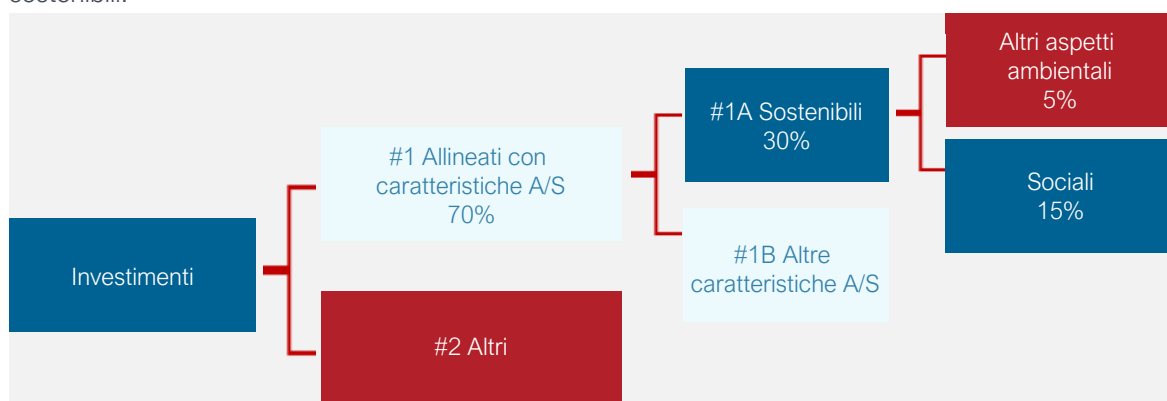 Investimenti
#1 Allineati con
caratteristiche A/S
70%
#2 Altri
#1A Sostenibili
30%
#1B Altre
caratteristiche A/S
Altri aspetti
ambientali
5%
Sociali
15%